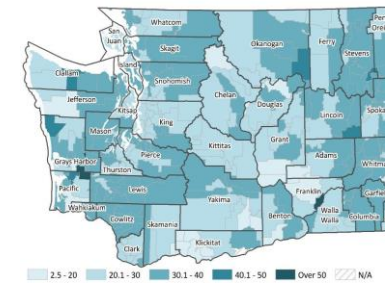 Whatcom
San
Juan
Skagit
Okanogan
Ferry
Stevens
Island
Clallam
Snohomish
Chelan
Jefferson
Douglas
Kitsap
King
Lincoln
Mason
Kittitas
Grant
Grays Harbor
Pierce
Adams
Thurston
Pacific
Lewis
Franklin
Yakima
Wahkiakum
Cowlitz
Skamania
Benton
Walla
Walla
Columbia
Clark
Klickitat
2.5 - 20
20.1 - 30
30.1 - 40
40.1 - 50
Over 50
N/A